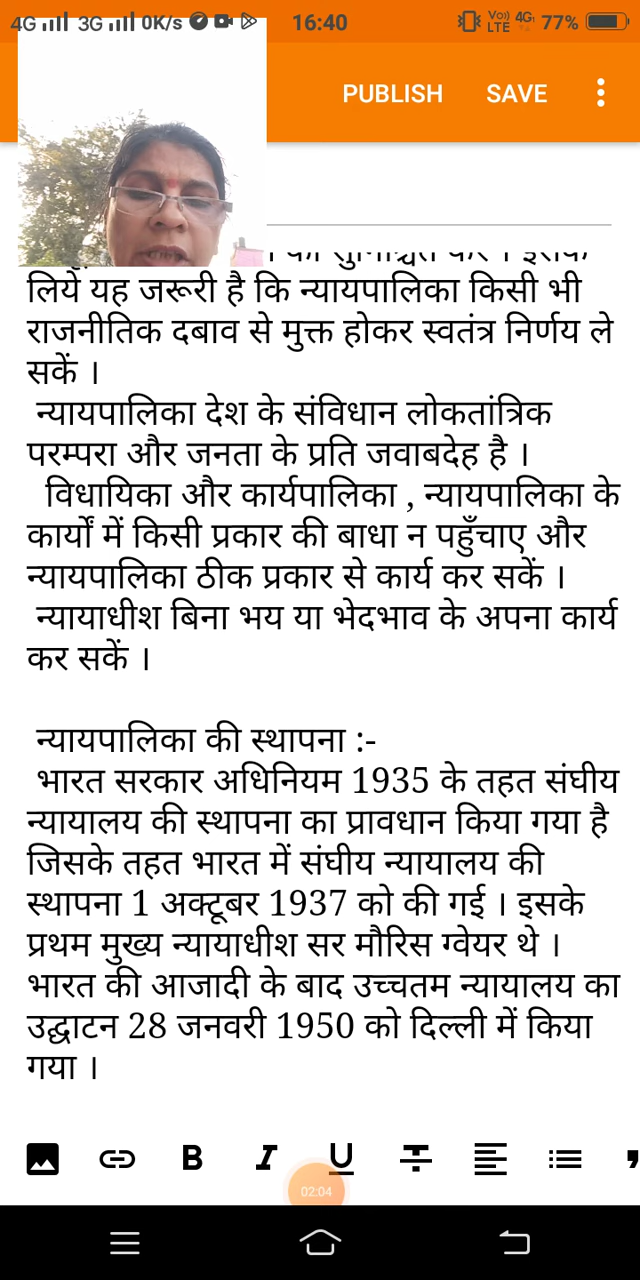 4G 3G 0K/s 16:40 Vo)) LTE 4G 77%
PUBLISH SAVE
लिये यह जरूरी है कि न्यायपालिका किसी भी
राजनीतिक दबाव से मुक्त होकर स्वतंत्र निर्णय ले
सकें ।
न्यायपालिका देश के संविधान लोकतांत्रिक
परम्परा और जनता के प्रति जवाबदेह है ।
विधायिका और कार्यपालिका , न्यायपालिका के
कार्यों में किसी प्रकार की बाधा न पहुँचाए और
न्यायपालिका ठीक प्रकार से कार्य कर सकें ।
न्यायाधीश बिना भय या भेदभाव के अपना कार्य
कर सकें ।
न्यायपालिका की स्थापना :-
भारत सरकार अधिनियम 1935 के तहत संघीय
न्यायालय की स्थापना का प्रावधान किया गया है
जिसके तहत भारत में संघीय न्यायालय की
स्थापना 1 अक्टूबर 1937 को की गई । इसके
प्रथम मुख्य न्यायाधीश सर मौरिस ग्वेयर थे ।
भारत की आजादी के बाद उच्चतम न्यायालय का
उद्घाटन 28 जनवरी 1950 को दिल्ली में किया
गया ।
B I U T
02:04